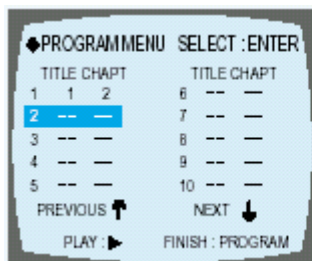 ◆PROGRAM MENU SELECT : ENTER
TITLE CHAPT TITLE CHAPT
1 1 2 6 -- —
2 -- — 7 -- —
3 -- — 8 -- —
4 -- — 9 -- —
5 -- — 10 -- —
PREVIOUS NEXT
PLAY : FINISH : PROGRAM